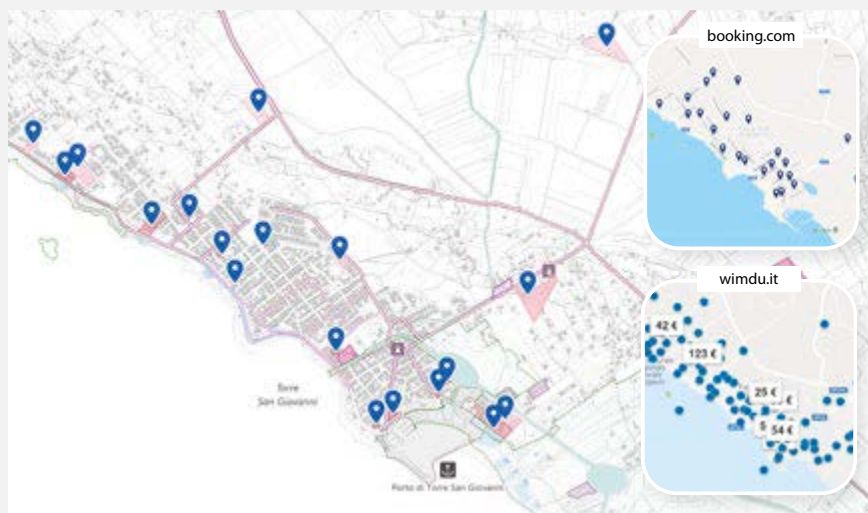 booking.com
wimdu.it
42 €
123 €
25 €
54 €
Torre
San Giovanni
Porto di Torre San Giovanni